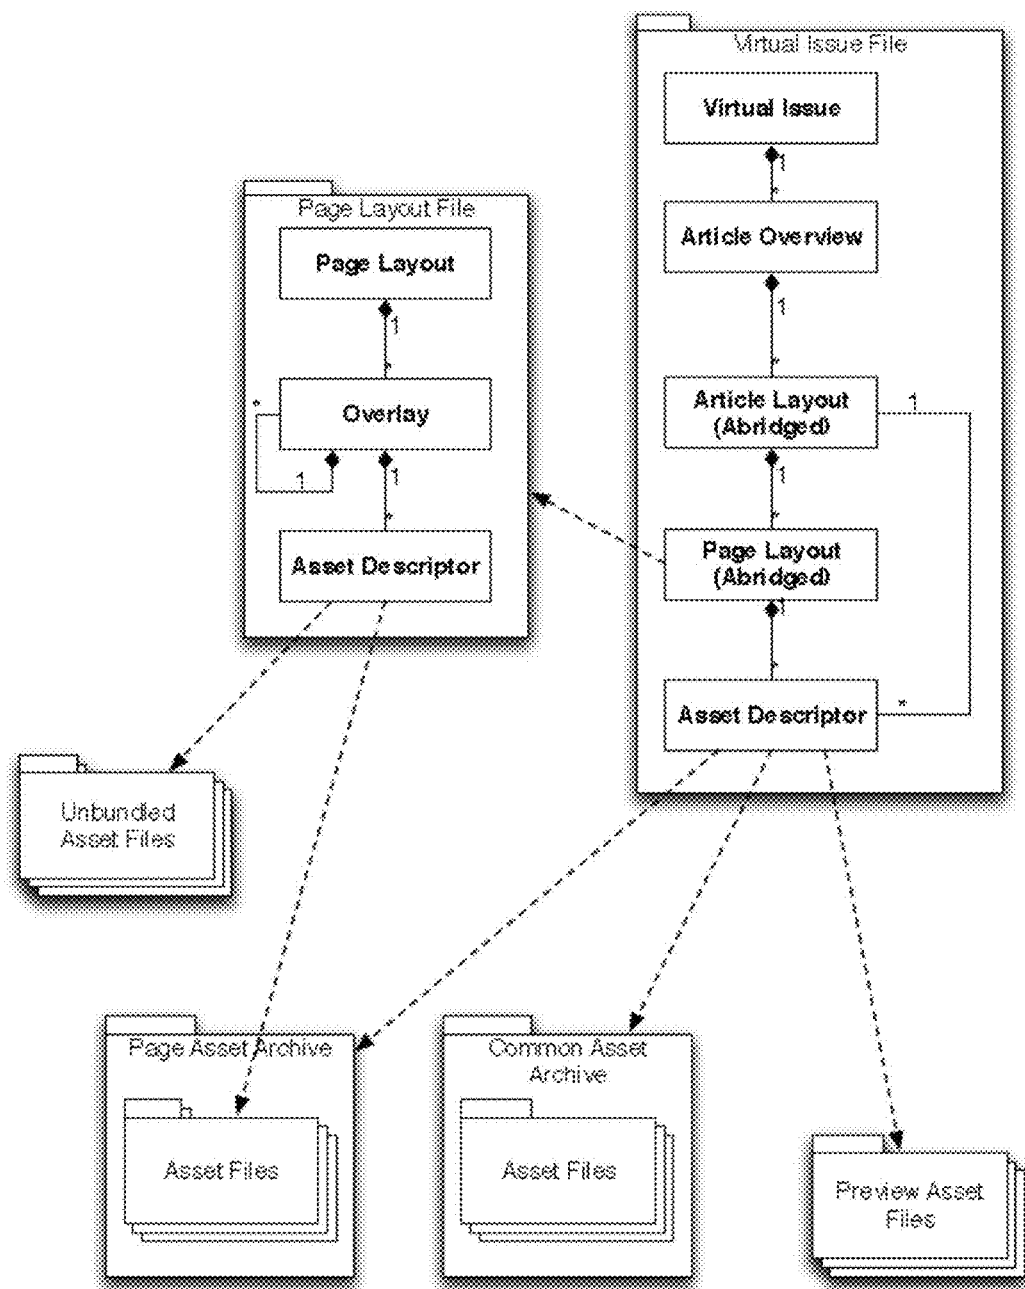 Virtual Issue File
Virtual Issue
1
*
Article Overview
1
*
Article Layout
(Abridged)
1
1
*
Page Layout
(Abridged)
1
*
Asset Descriptor
*
Page Layout File
Page Layout
1
*
Overlay
*
1
1
*
Asset Descriptor
Unbundled
Asset Files
Page Asset Archive
Asset Files
Common Asset
Archive
Asset Files
Preview Asset
Files